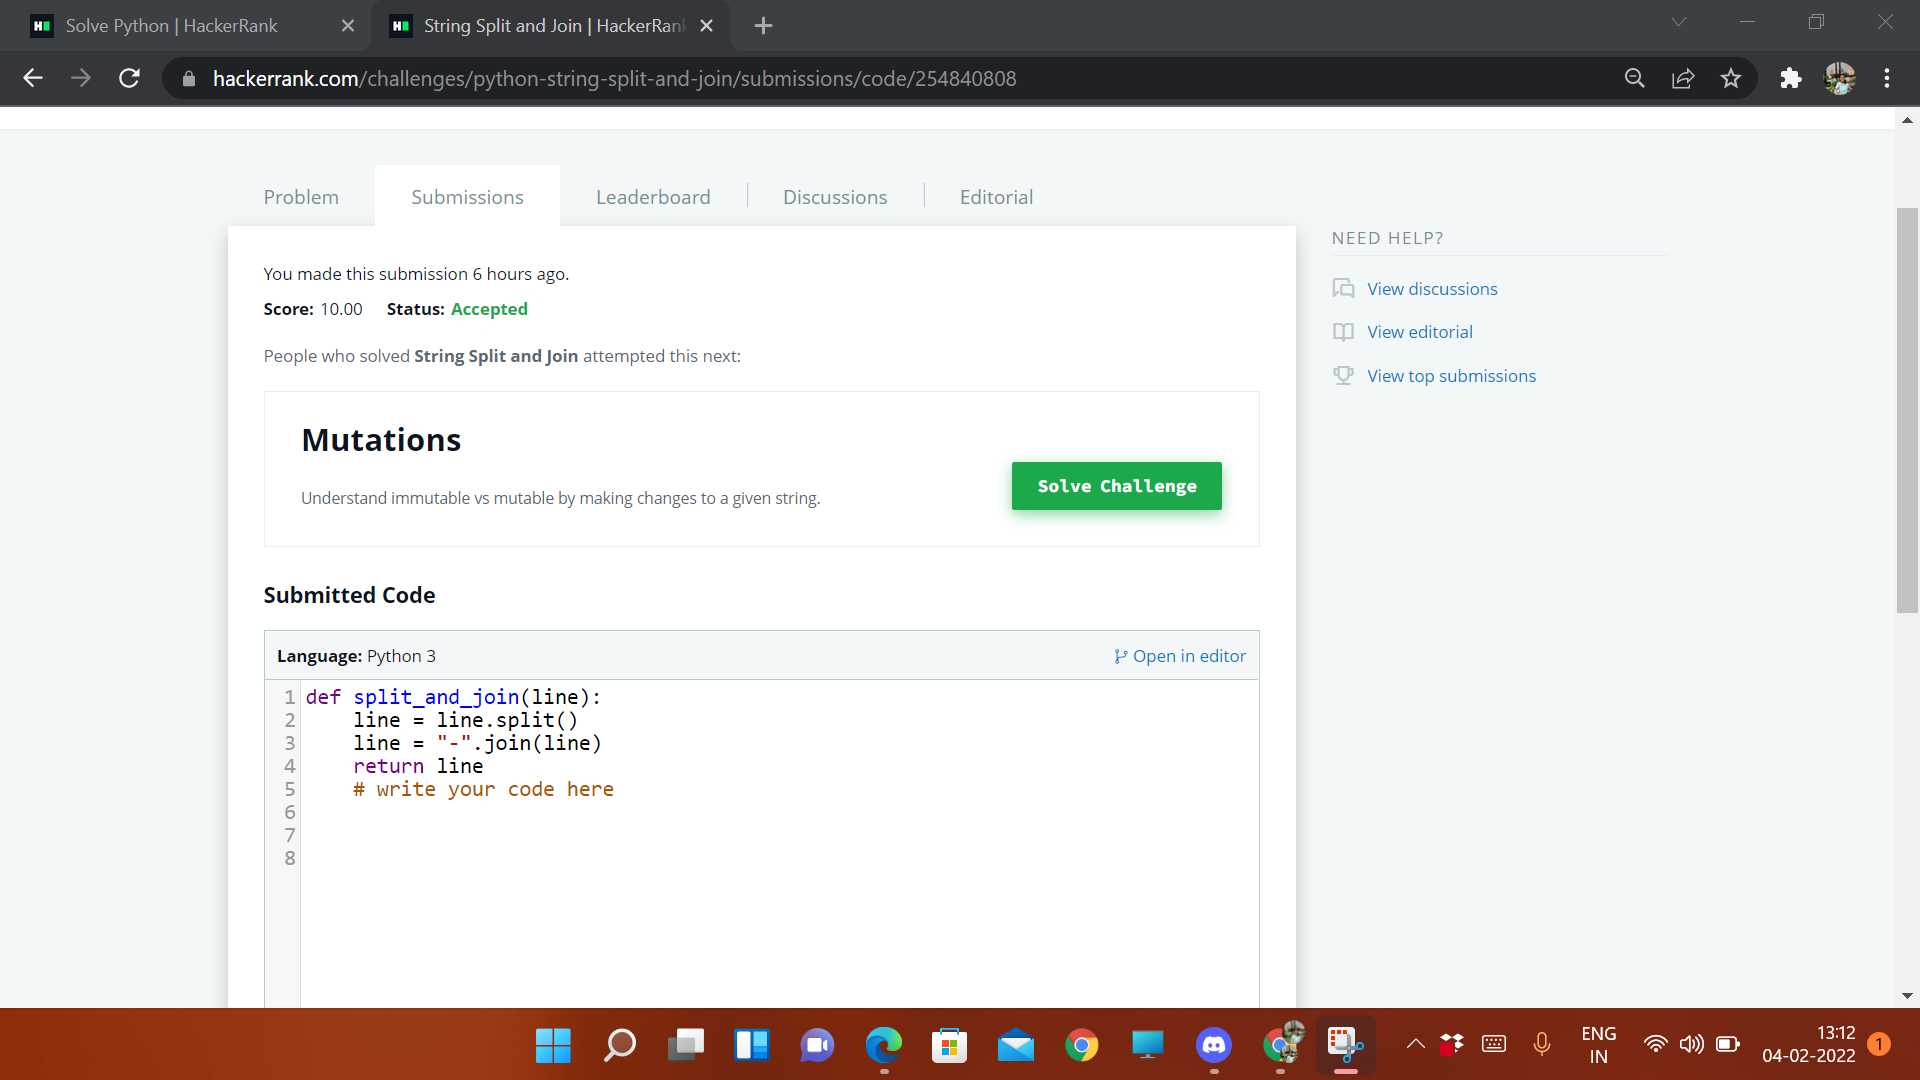 Solve Python | HackerRank
String Split and Join | HackerRank
hackerrank.com/challenges/python-string-split-and-join/submissions/code/254840808
Problem
Submissions
Leaderboard
Discussions
Editorial
You made this submission 6 hours ago.
Score: 10.00 Status: Accepted
People who solved String Split and Join attempted this next:
Mutations
Understand immutable vs mutable by making changes to a given string.
Solve Challenge
NEED HELP?
View discussions
View editorial
View top submissions
Submitted Code
Language: Python 3
Open in editor
1 def split_and_join(line):
2     line = line.split()
3     line = "-".join(line)
4     return line
5     # write your code here
6
7
8
ENG
IN
13:12
04-02-2022
1